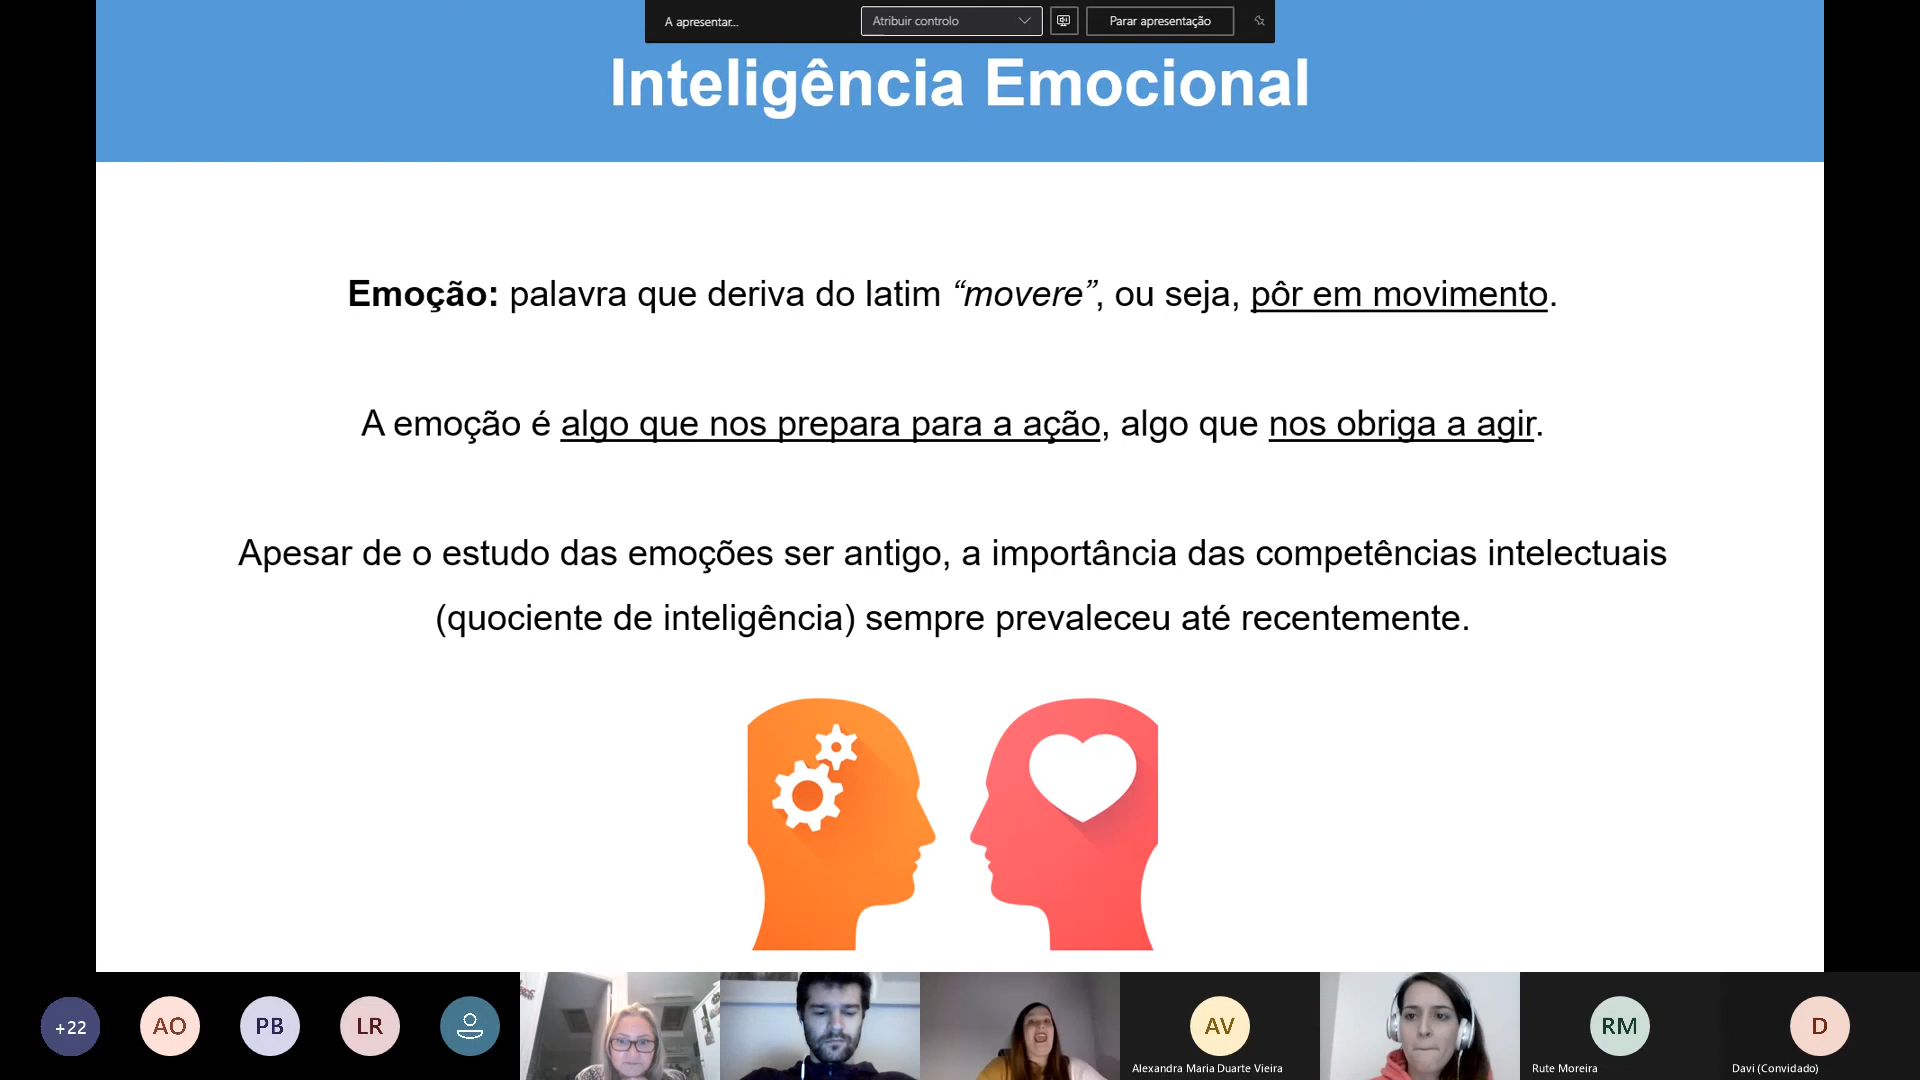 A apresentar...
Atribuir controlo
Parar apresentação
Inteligência Emocional
Emoção: palavra que deriva do latim “movere”, ou seja, pôr em movimento.
A emoção é algo que nos prepara para a ação, algo que nos obriga a agir.
Apesar de o estudo das emoções ser antigo, a importância das competências intelectuais
(quociente de inteligência) sempre prevaleceu até recentemente.
+22
AO
PB
LR
AV
RM
D
Alexandra Maria Duarte Vieira
Rute Moreira
Davi (Convidado)